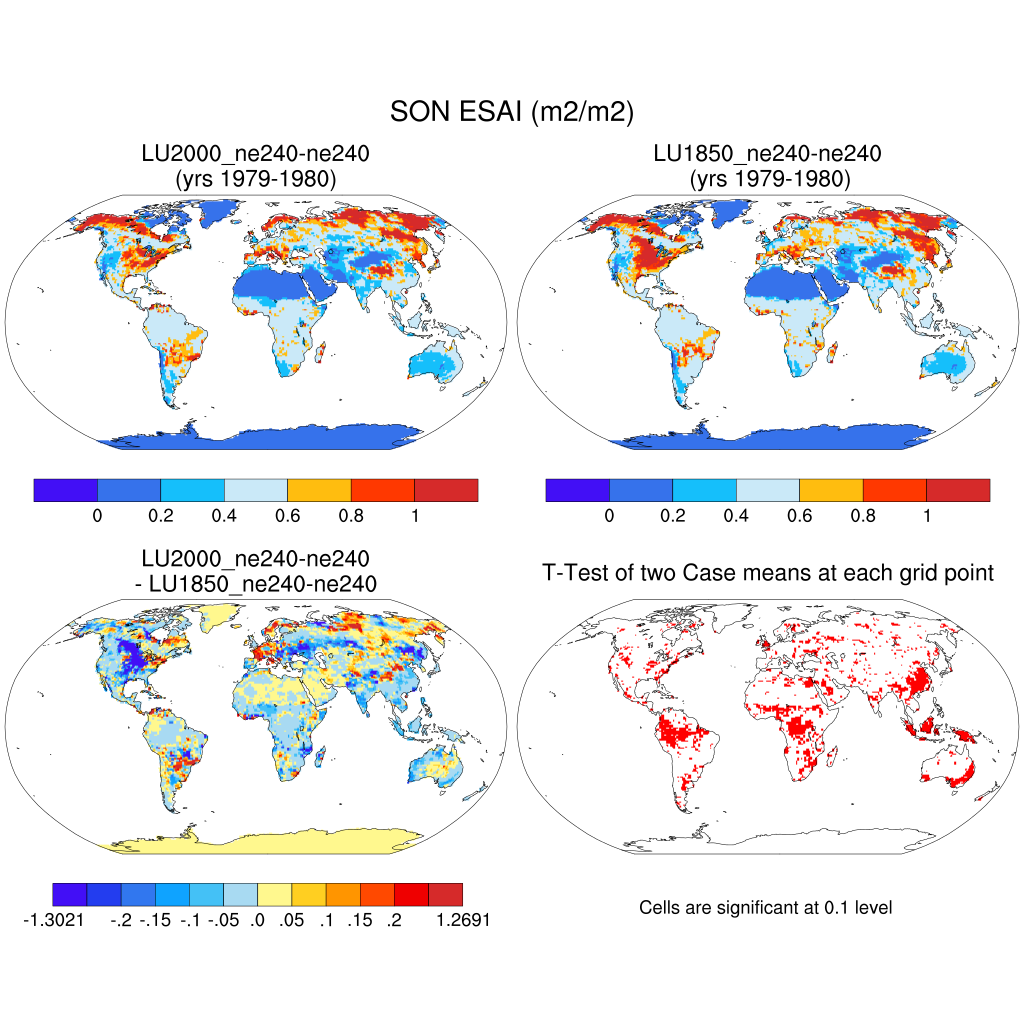 SON ESAI (m2/m2)
LU2000_ne240-ne240
(yrs 1979-1980)
LU1850_ne240-ne240
(yrs 1979-1980)
0 0.2 0.4 0.6 0.8 1
0 0.2 0.4 0.6 0.8 1
LU2000_ne240-ne240
- LU1850_ne240-ne240
T-Test of two Case means at each grid point
-1.3021 -.2 -.15 -.1 -.05 .0 .05 .1 .15 .2 1.2691
Cells are significant at 0.1 level